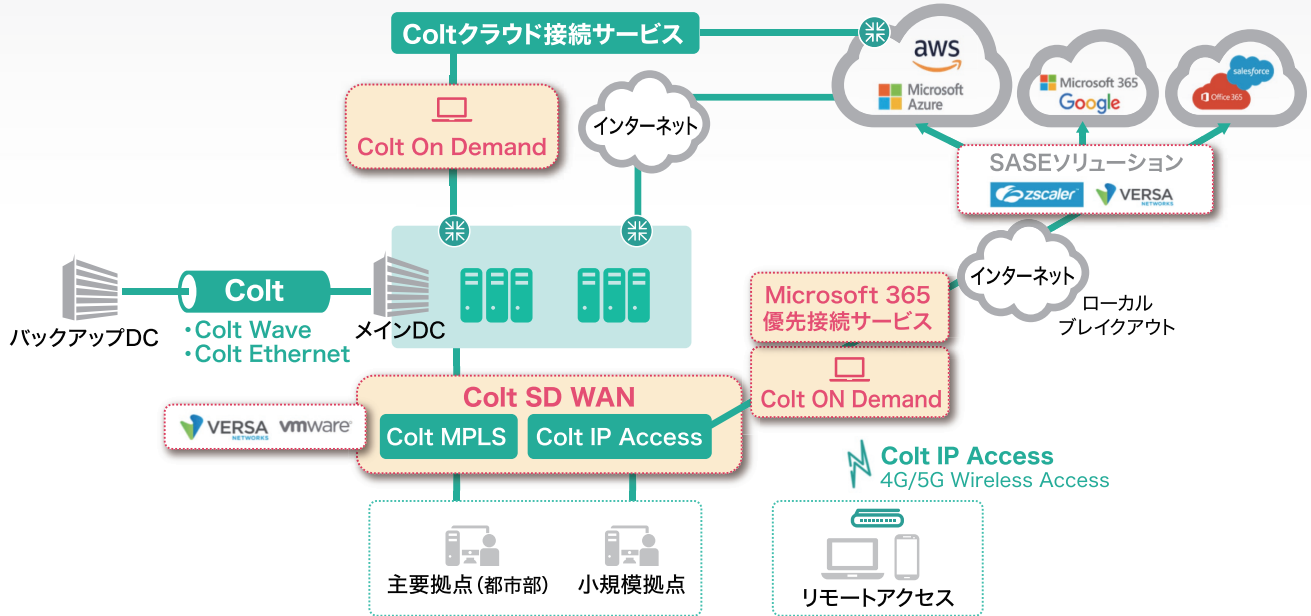 Coltクラウド接続サービス
aws
Microsoft
Azure
Microsoft 365
Google
salesforce
Office 365
Colt On Demand
インターネット
SASEソリューション
zscaler
VERSA
NETWORKS
バックアップDC
Colt
・Colt Wave
・Colt Ethernet
メインDC
Microsoft 365
優先接続サービス
Colt ON Demand
インターネット
ローカル
ブレイクアウト
VERSA
NETWORKS
vmware
Colt SD WAN
Colt MPLS
Colt IP Access
Colt IP Access
4G/5G Wireless Access
主要拠点(都市部)
小規模拠点
リモートアクセス